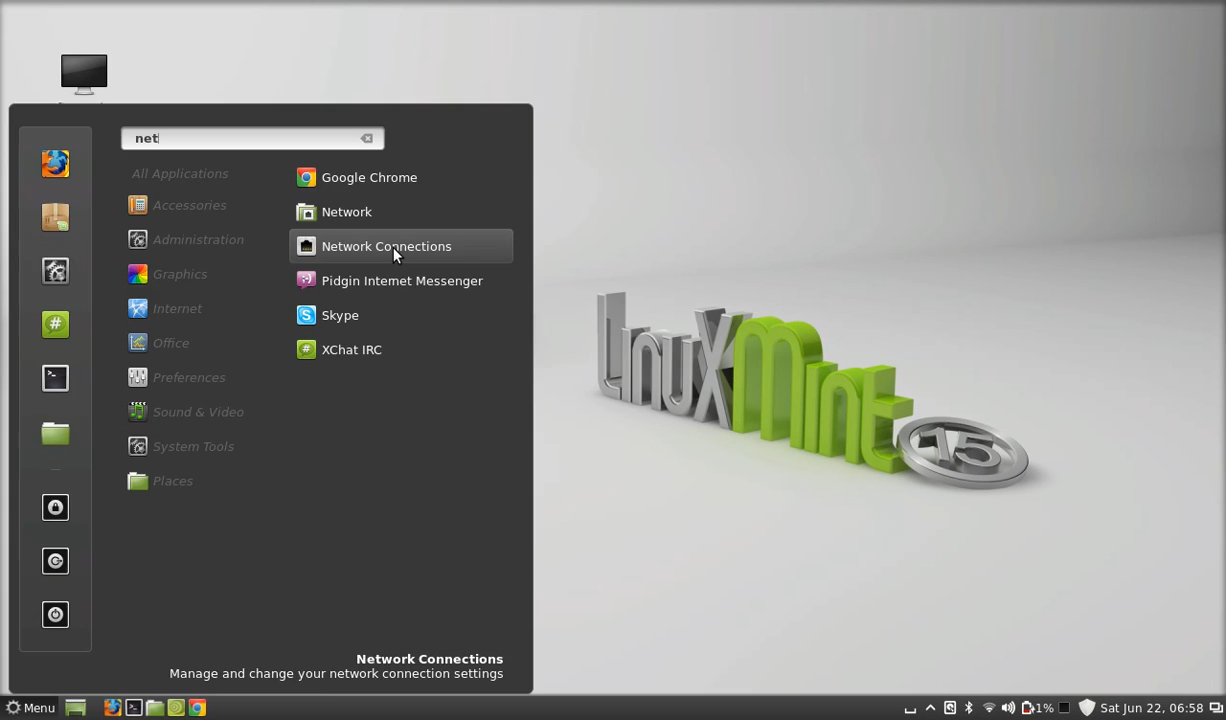 net
All Applications
Accessories
Administration
Graphics
Internet
Office
Preferences
Sound & Video
System Tools
Places
Google Chrome
Network
Network Connections
Pidgin Internet Messenger
Skype
XChat IRC
Network Connections
Manage and change your network connection settings
LinuxMint
15
Menu
1%
Sat Jun 22, 06:58